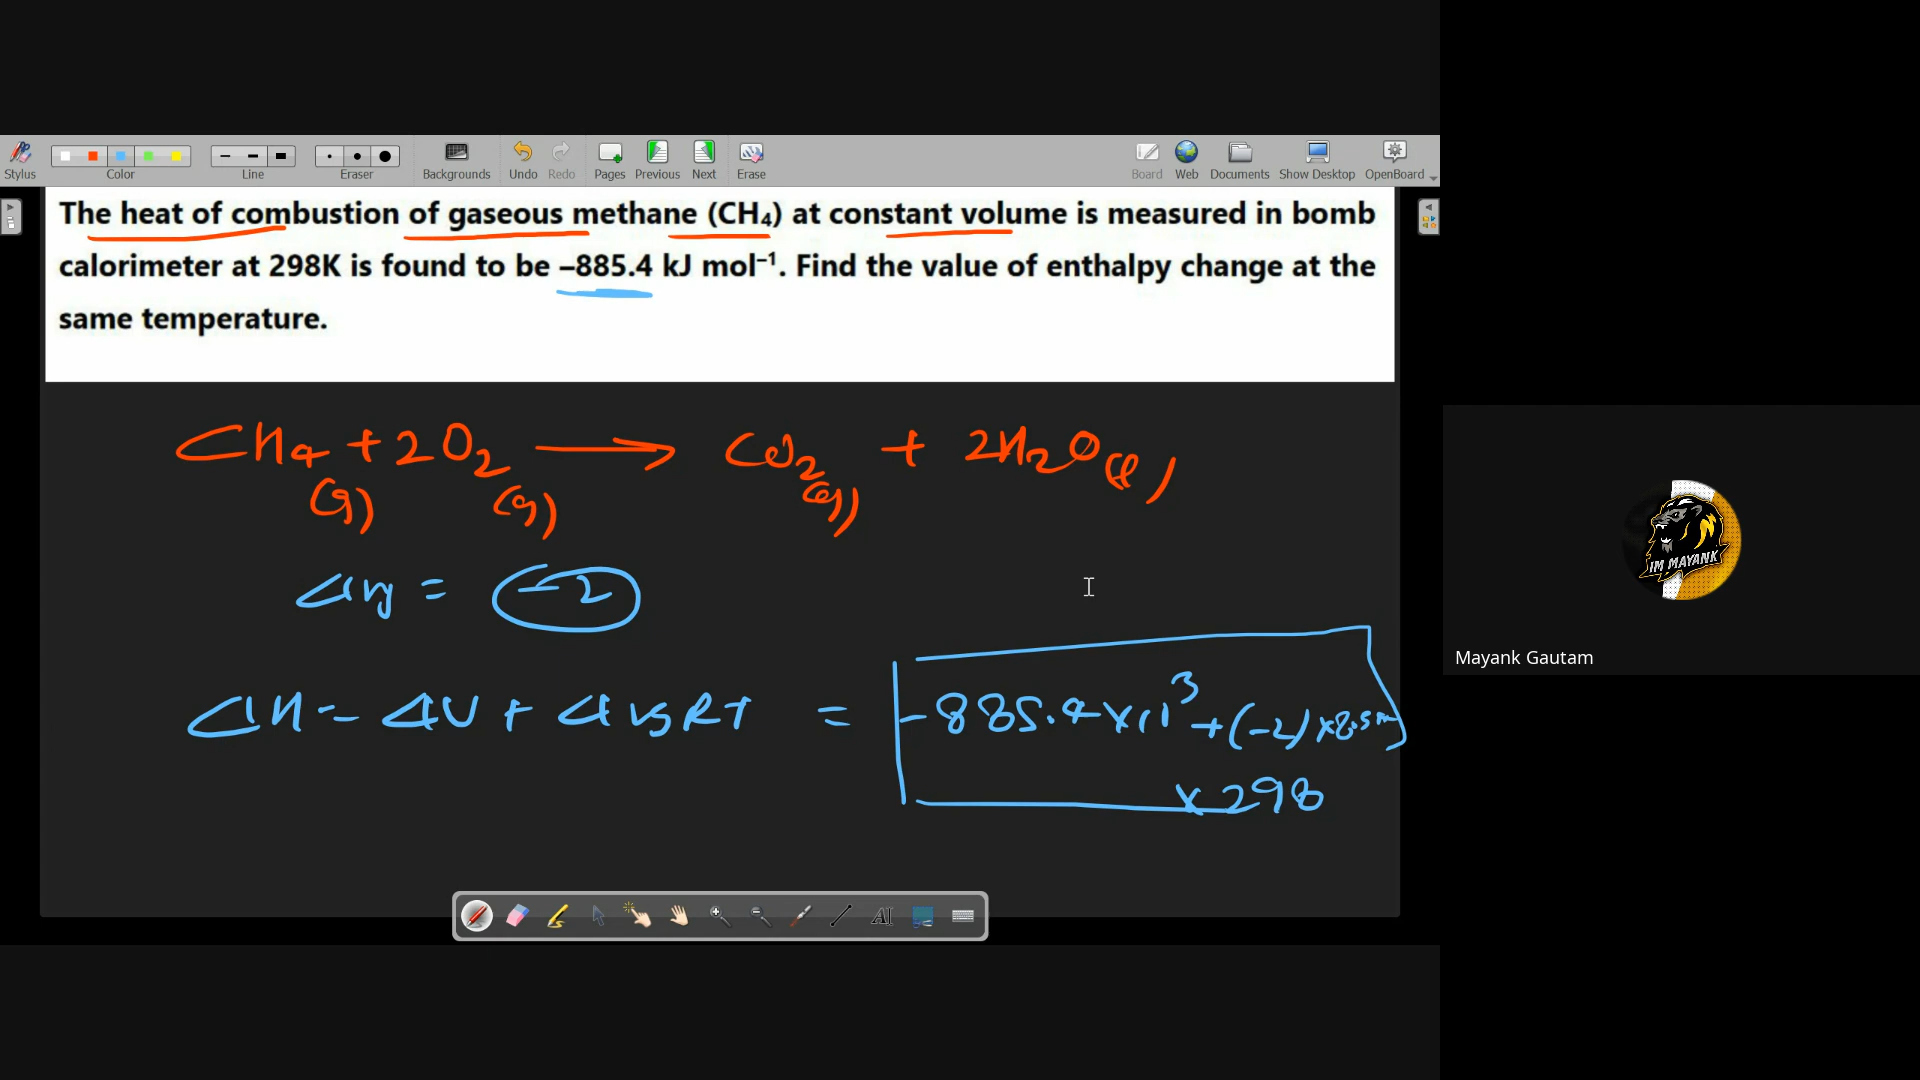 Stylus Color Line Eraser Backgrounds Undo Redo Pages Previous Next Erase Board Web Documents Show Desktop OpenBoard
The heat of combustion of gaseous methane (CH₄) at constant volume is measured in bomb
calorimeter at 298K is found to be –885.4 kJ mol⁻¹. Find the value of enthalpy change at the
same temperature.
CH₄ + 2O₂ ⟶ CO₂ + 2H₂O(l)
(g) (g) (g)
Δng = -2
ΔH = ΔU + ΔngRT = -885.4 × 10³ + (-2) ×
× 298
IM MAYANK
Mayank Gautam
AI